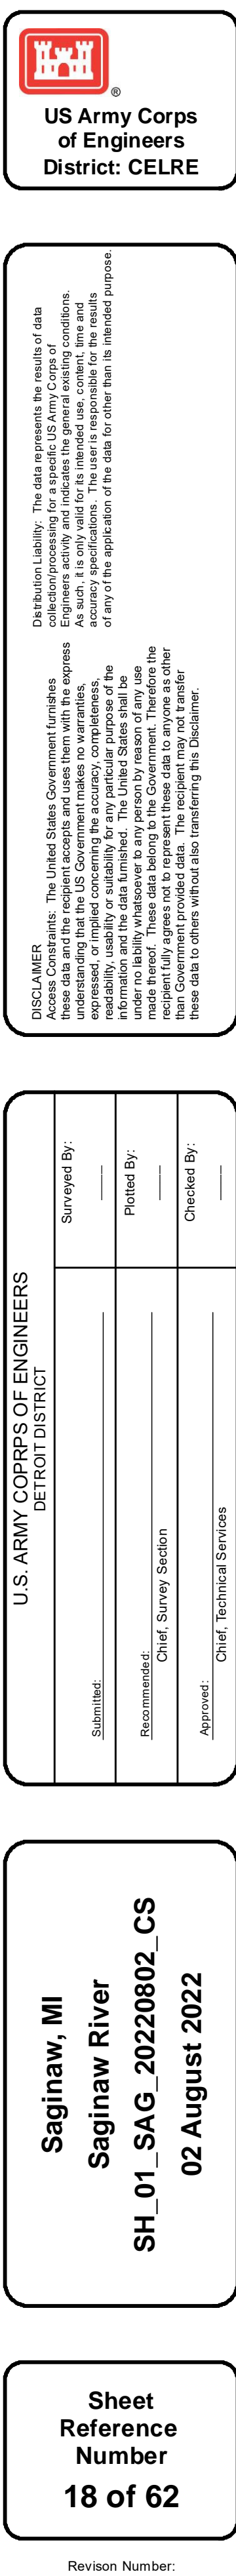 ®
US Army Corps
of Engineers
District: CELRE
DISCLAIMER
Access Constraints: The United States Government furnishes
these data and the recipient accepts and uses them with the express
understanding that the US Government makes no warranties,
expressed, or implied concerning the accuracy, completeness,
readability, usability or suitability for any particular purpose of the
information and the data furnished. The United States shall be
under no liability whatsoever to any person by reason of any use
made thereof. These data belong to the Government. Therefore the
recipient fully agrees not to represent these data to anyone as other
than Government provided data. The recipient may not transfer
these data to others without also transferring this Disclaimer.
Distribution Liability: The data represents the results of data
collection/processing for a specific US Army Corps of
Engineers activity and indicates the general existing conditions.
As such, it is only valid for its intended use, content, time and
accuracy specifications. The user is responsible for the results
of any of the application of the data for other than its intended purpose.
U.S. ARMY COPRPS OF ENGINEERS
DETROIT DISTRICT
Submitted:
Surveyed By:
Recommended:
Chief, Survey Section
Plotted By:
Approved:
Chief, Technical Services
Checked By:
Saginaw, MI
Saginaw River
SH_01_SAG_20220802_CS
02 August 2022
Sheet
Reference
Number
18 of 62
Revison Number: